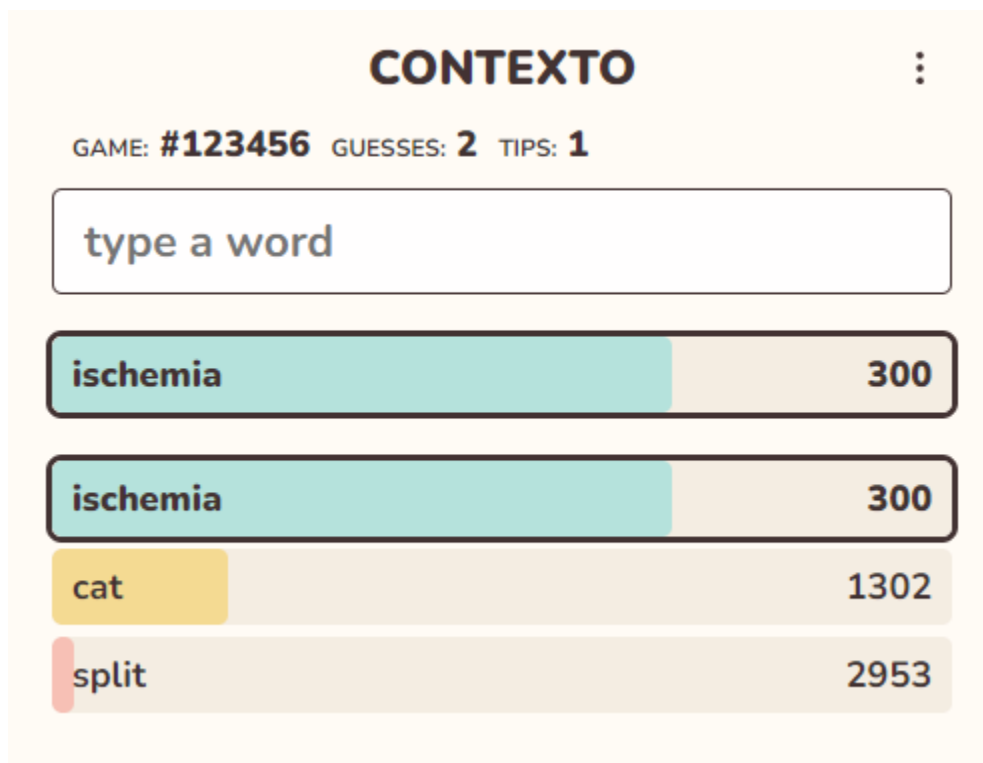 CONTEXTO
GAME: #123456 GUESSES: 2 TIPS: 1
type a word
ischemia 300
ischemia 300
cat 1302
split 2953